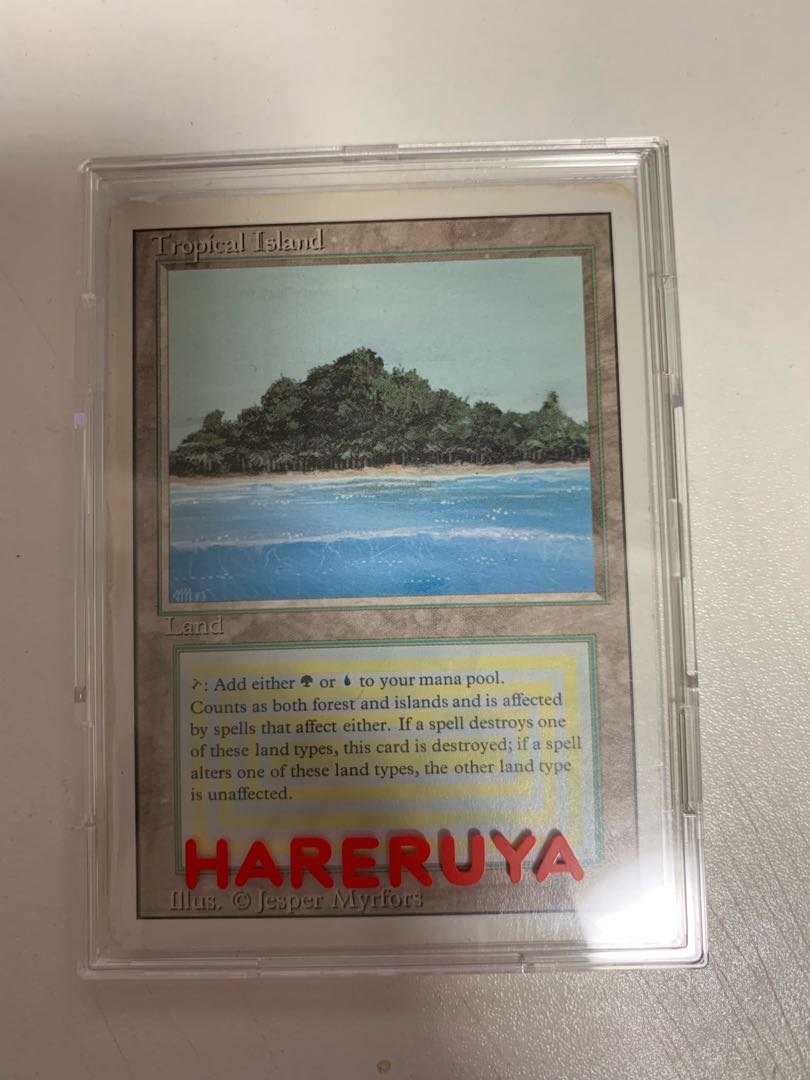 Tropical Island
Land
: Add either or to your mana pool.
Counts as both forest and islands and is affected
by spells that affect either. If a spell destroys one
of these land types, this card is destroyed; if a spell
alters one of these land types, the other land type
is unaffected.
HARERUYA
Illus. © Jesper Myrfors